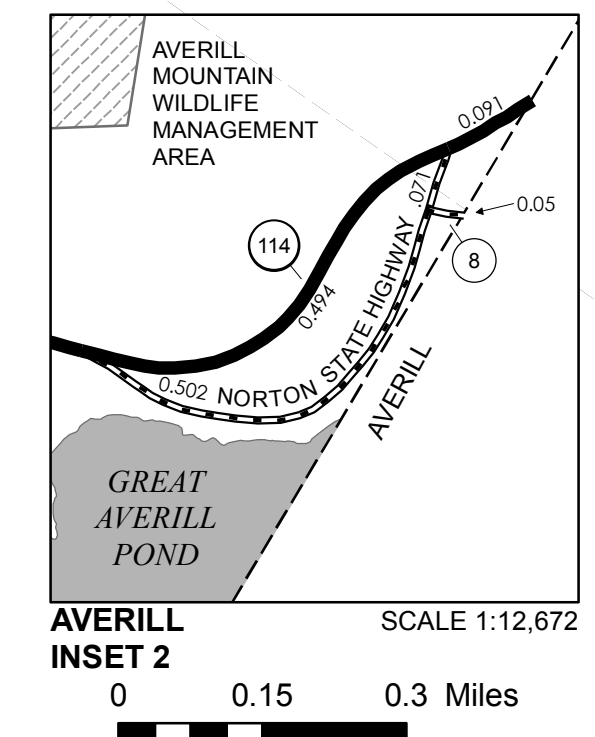 AVERILL
MOUNTAIN
WILDLIFE
MANAGEMENT
AREA
0.091
.071
0.05
114
8
0.494
NORTON STATE HIGHWAY
0.502
AVERILL
GREAT
AVERILL
POND
AVERILL
INSET 2
SCALE 1:12,672
0 0.15 0.3 Miles